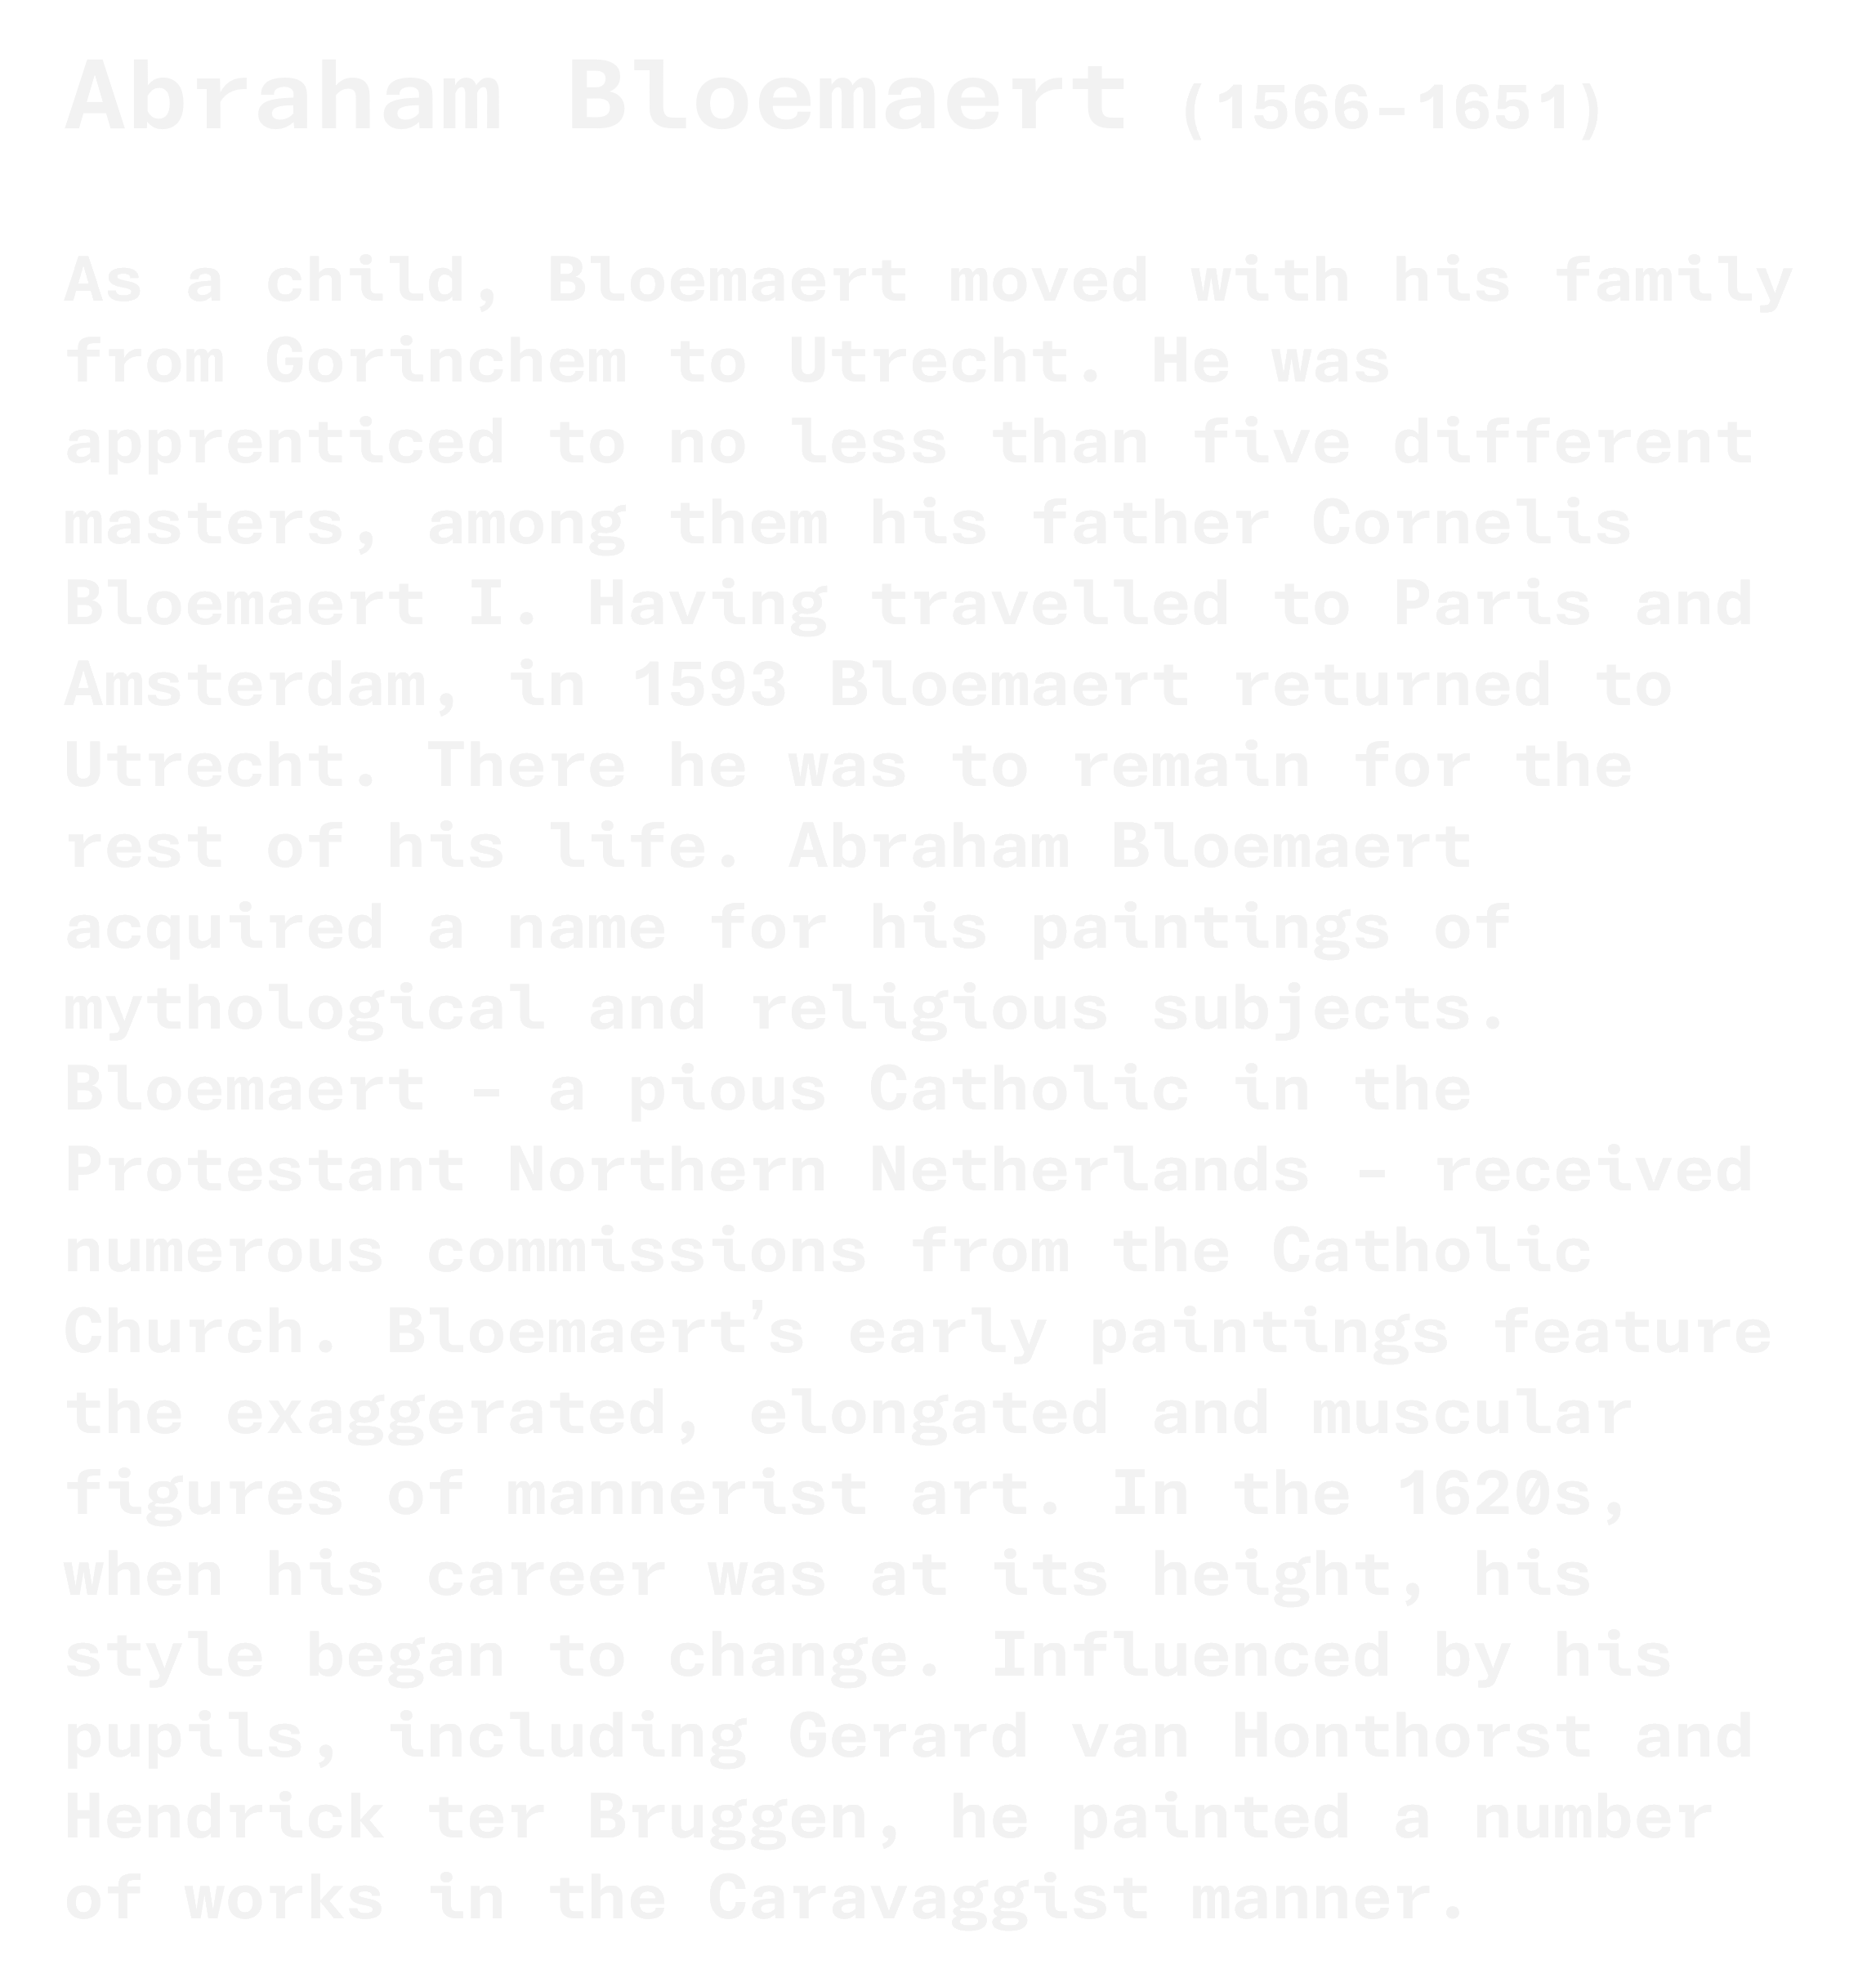 Abraham Bloemaert (1566-1651)
As a child, Bloemaert moved with his family
from Gorinchem to Utrecht. He was
apprenticed to no less than five different
masters, among them his father Cornelis
Bloemaert I. Having travelled to Paris and
Amsterdam, in 1593 Bloemaert returned to
Utrecht. There he was to remain for the
rest of his life. Abraham Bloemaert
acquired a name for his paintings of
mythological and religious subjects.
Bloemaert - a pious Catholic in the
Protestant Northern Netherlands - received
numerous commissions from the Catholic
Church. Bloemaert’s early paintings feature
the exaggerated, elongated and muscular
figures of mannerist art. In the 1620s,
when his career was at its height, his
style began to change. Influenced by his
pupils, including Gerard van Honthorst and
Hendrick ter Bruggen, he painted a number
of works in the Caravaggist manner.